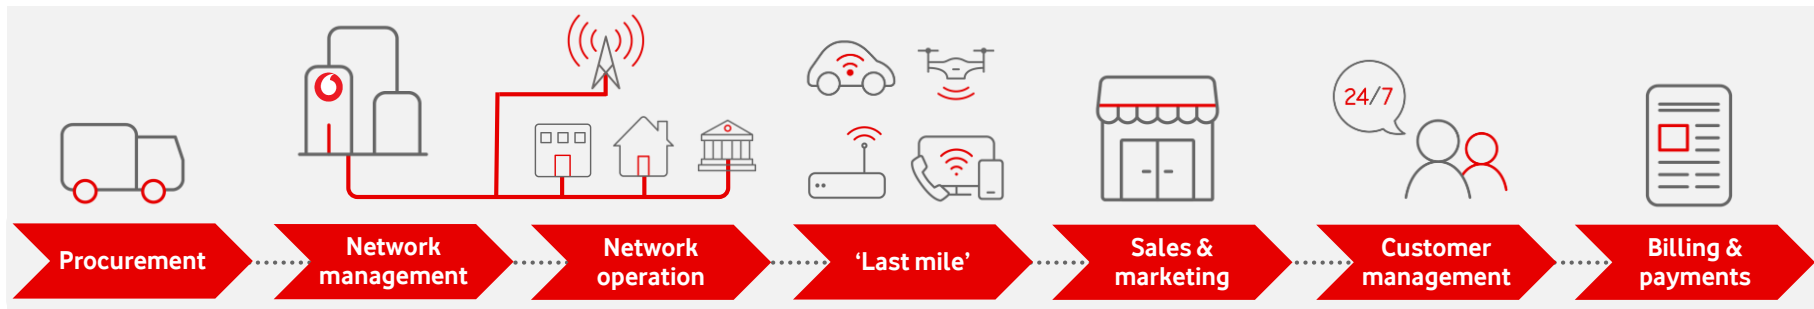 24/7
Procurement
Network
management
Network
operation
‘Last mile’
Sales &
marketing
Customer
management
Billing &
payments